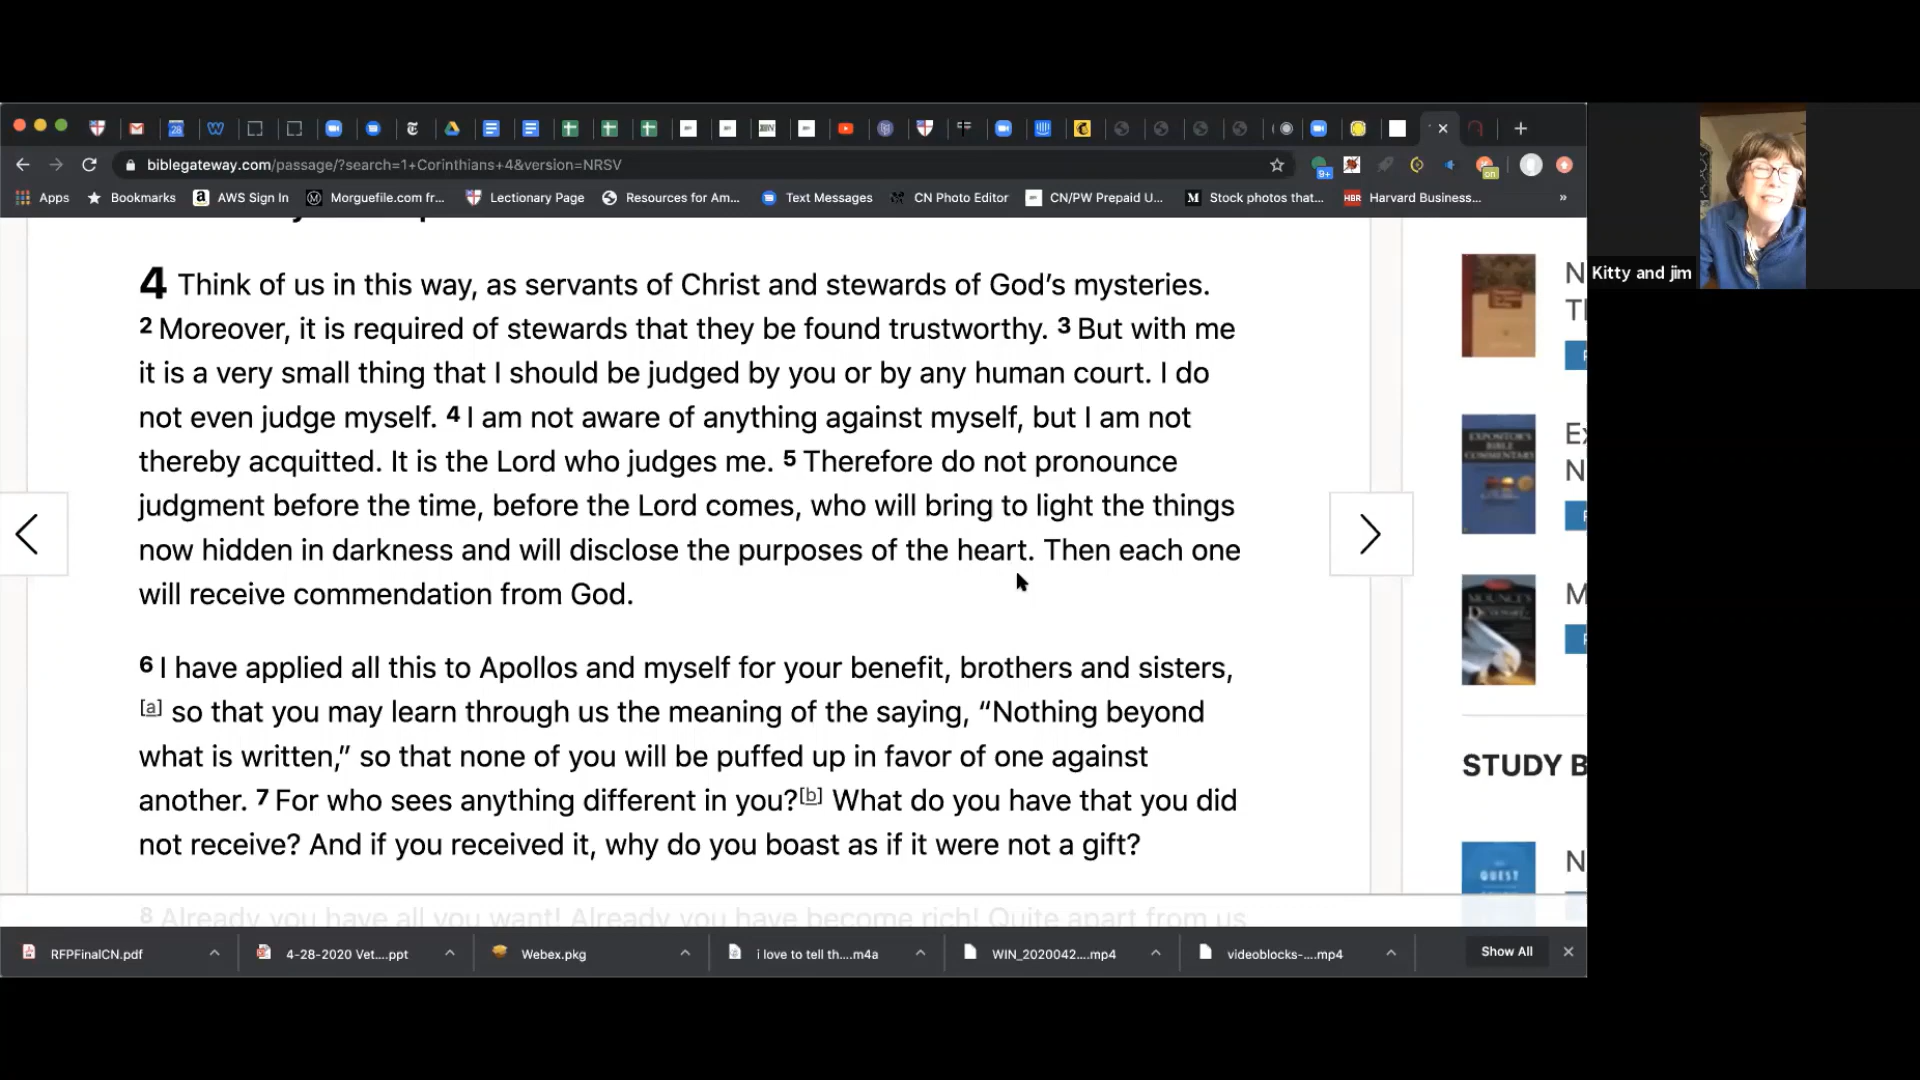 28
biblegateway.com/passage/?search=1+Corinthians+4&version=NRSV
9+
on
Apps Bookmarks AWS Sign In Morguefile.com fr... Lectionary Page Resources for Am... Text Messages CN Photo Editor CN/PW Prepaid U... M Stock photos that... HBR Harvard Business... »
4 Think of us in this way, as servants of Christ and stewards of God’s mysteries.
2 Moreover, it is required of stewards that they be found trustworthy. 3 But with me
it is a very small thing that I should be judged by you or by any human court. I do
not even judge myself. 4 I am not aware of anything against myself, but I am not
thereby acquitted. It is the Lord who judges me. 5 Therefore do not pronounce
judgment before the time, before the Lord comes, who will bring to light the things
now hidden in darkness and will disclose the purposes of the heart. Then each one
will receive commendation from God.
6 I have applied all this to Apollos and myself for your benefit, brothers and sisters,
[a] so that you may learn through us the meaning of the saying, “Nothing beyond
what is written,” so that none of you will be puffed up in favor of one against
another. 7 For who sees anything different in you?[b] What do you have that you did
not receive? And if you received it, why do you boast as if it were not a gift?
8 Already you have all you want! Already you have become rich! Quite apart from us
N
Th
Ex
EXPOSITOR'S
BIBLE
COMMENTARY
N
M
MOUNCE'S
DICTIONARY
STUDY B
N
QUEST
RFPFinalCN.pdf 4-28-2020 Vet....ppt Webex.pkg i love to tell th....m4a WIN_2020042....mp4 videoblocks-....mp4 Show All
Kitty and jim